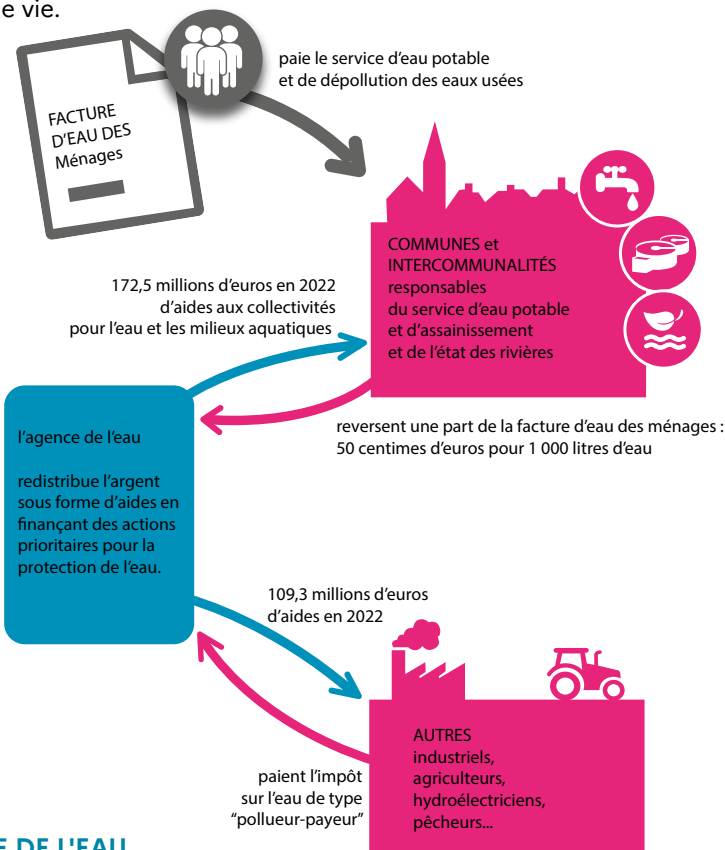 e vie.
FACTURE
D'EAU DES
Ménages
paie le service d'eau potable
et de dépollution des eaux usées
COMMUNES et
INTERCOMMUNALITÉS
responsables
du service d'eau potable
et d'assainissement
et de l'état des rivières
172,5 millions d'euros en 2022
d'aides aux collectivités
pour l'eau et les milieux aquatiques
reversent une part de la facture d'eau des ménages :
50 centimes d'euros pour 1 000 litres d'eau
l'agence de l'eau
redistribue l'argent
sous forme d'aides en
finançant des actions
prioritaires pour la
protection de l'eau.
109,3 millions d'euros
d'aides en 2022
AUTRES
industriels,
agriculteurs,
hydroélectriciens,
pêcheurs...
paient l'impôt
sur l'eau de type
"pollueur-payeur"
E DE L'EAU